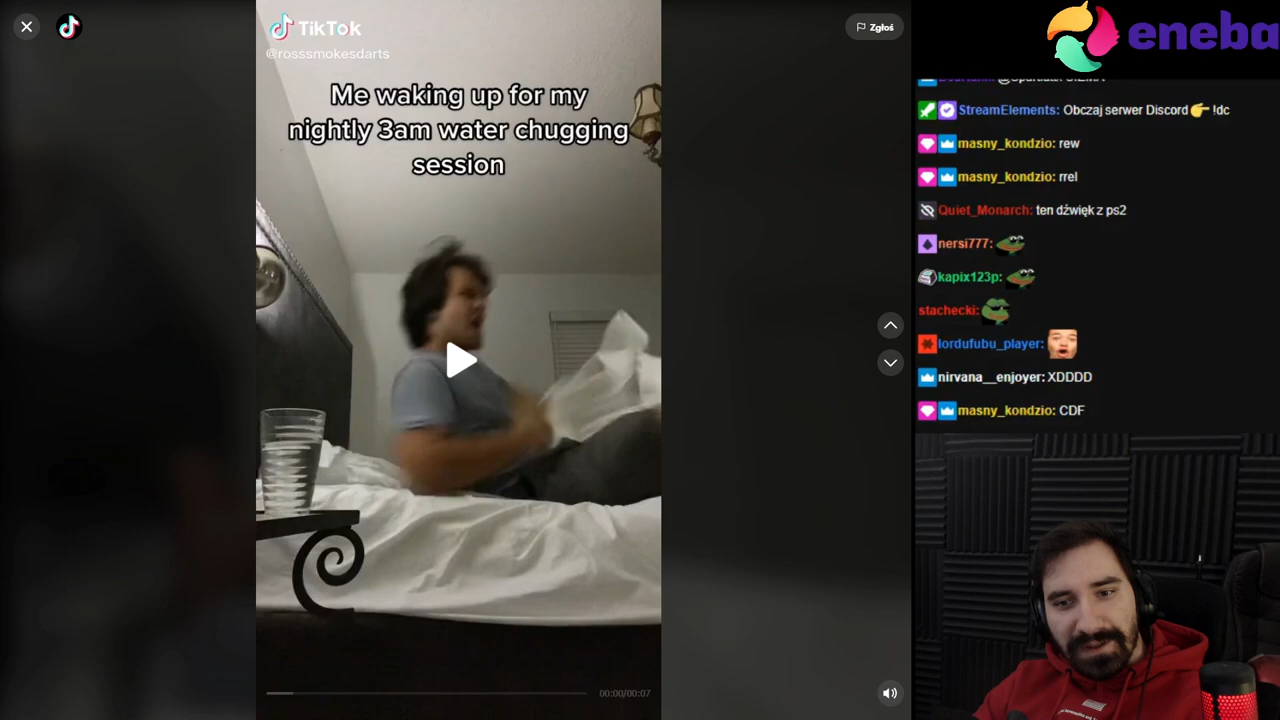 TikTok
@rosssmokesdarts
Me waking up for my
nightly 3am water chugging
session
00:00/00:07
Zgłoś
eneba
StreamElements: Obczaj serwer Discord !dc
masny_kondzio: rew
masny_kondzio: rrel
Quiet_Monarch: ten dźwięk z ps2
nersi777:
kapix123p:
stachecki:
lordufubu_player:
nirvana__enjoyer: XDDDD
masny_kondzio: CDF